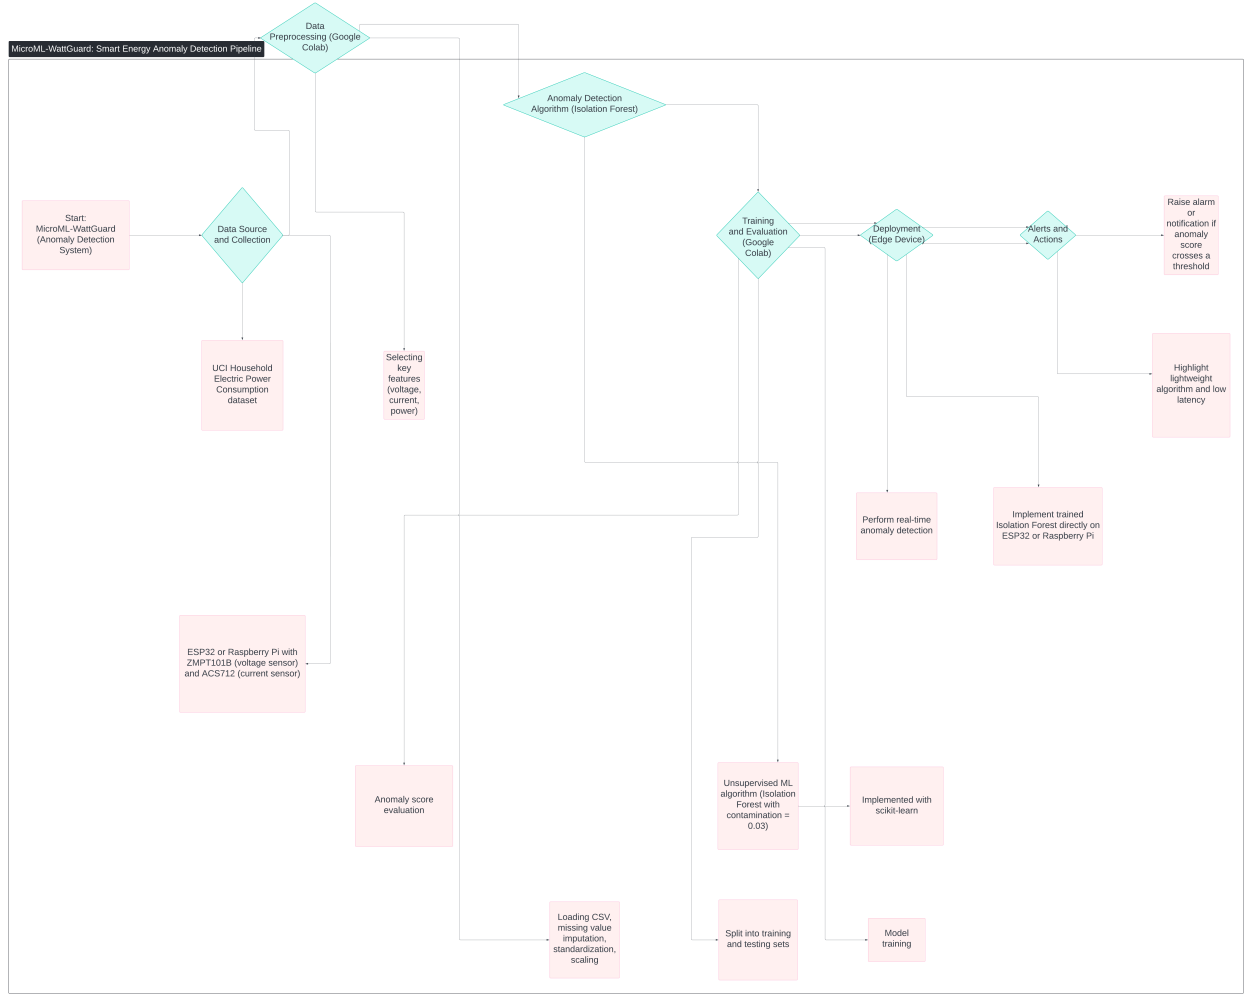 Data
Preprocessing (Google
Colab)
MicroML-WattGuard: Smart Energy Anomaly Detection Pipeline
Anomaly Detection
Algorithm (Isolation Forest)
Start:
MicroML-WattGuard
(Anomaly Detection
System)
Data Source
and Collection
Training
and Evaluation
(Google
Colab)
Deployment
(Edge Device)
Alerts and
Actions
Raise alarm
or
notification if
anomaly
score
crosses a
threshold
UCI Household
Electric Power
Consumption
dataset
Selecting
key
features
(voltage,
current,
power)
Highlight
lightweight
algorithm and low
latency
Perform real-time
anomaly detection
Implement trained
Isolation Forest directly on
ESP32 or Raspberry Pi
ESP32 or Raspberry Pi with
ZMPT101B (voltage sensor)
and ACS712 (current sensor)
Anomaly score
evaluation
Unsupervised ML
algorithm (Isolation
Forest with
contamination =
0.03)
Implemented with
scikit-learn
Loading CSV,
missing value
imputation,
standardization,
scaling
Split into training
and testing sets
Model
training